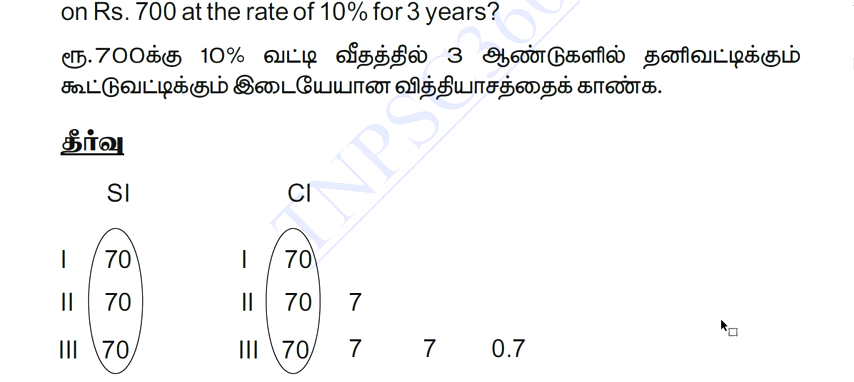 on Rs. 700 at the rate of 10% for 3 years?
ரூ.700க்கு 10% வட்டி வீதத்தில் 3 ஆண்டுகளில் தனிவட்டிக்கும்
கூட்டுவட்டிக்கும் இடையேயான வித்தியாசத்தைக் காண்க.
தீர்வு
SI CI
I 70 I 70
II 70 II 70 7
III 70 III 70 7 7 0.7
TNPSC360